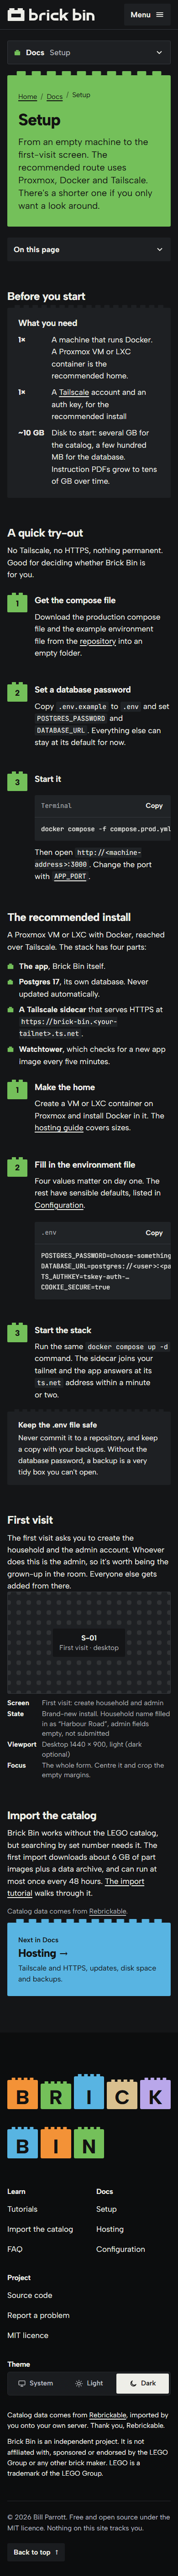 brick bin
Menu
Docs Setup
Home / Docs / Setup
Setup
From an empty machine to the
first-visit screen. The
recommended route uses
Proxmox, Docker and Tailscale.
There's a shorter one if you only
want a look around.
On this page
Before you start
What you need
1× A machine that runs Docker.
A Proxmox VM or LXC
container is the
recommended home.
1× A Tailscale account and an
auth key, for the
recommended install
~10 GB Disk to start: several GB for
the catalog, a few hundred
MB for the database.
Instruction PDFs grow to tens
of GB over time.
A quick try-out
No Tailscale, no HTTPS, nothing permanent.
Good for deciding whether Brick Bin is
for you.
1 Get the compose file
Download the production compose
file and the example environment
file from the repository into an
empty folder.
2 Set a database password
Copy .env.example to .env and set
POSTGRES_PASSWORD and
DATABASE_URL. Everything else can
stay at its default for now.
3 Start it
Terminal Copy
docker compose -f compose.prod.yml
Then open http://<machine-
address>:3000. Change the port
with APP_PORT.
The recommended install
A Proxmox VM or LXC with Docker, reached
over Tailscale. The stack has four parts:
The app, Brick Bin itself.
Postgres 17, its own database. Never
updated automatically.
A Tailscale sidecar that serves HTTPS at
https://brick-bin.<your-
tailnet>.ts.net.
Watchtower, which checks for a new app
image every five minutes.
1 Make the home
Create a VM or LXC container on
Proxmox and install Docker in it. The
hosting guide covers sizes.
2 Fill in the environment file
Four values matter on day one. The
rest have sensible defaults, listed in
Configuration.
.env Copy
POSTGRES_PASSWORD=choose-something
DATABASE_URL=postgres://<user>:<pa
TS_AUTHKEY=tskey-auth-…
COOKIE_SECURE=true
3 Start the stack
Run the same docker compose up -d
command. The sidecar joins your
tailnet and the app answers at its
ts.net address within a minute
or two.
Keep the .env file safe
Never commit it to a repository, and keep
a copy with your backups. Without the
database password, a backup is a very
tidy box you can't open.
First visit
The first visit asks you to create the
household and the admin account. Whoever
does this is the admin, so it's worth being the
grown-up in the room. Everyone else gets
added from there.
S-01
First visit · desktop
Screen First visit: create household and admin
State Brand-new install. Household name filled
in as “Harbour Road”, admin fields
empty, not submitted
Viewport Desktop 1440 × 900, light (dark
optional)
Focus The whole form. Centre it and crop the
empty margins.
Import the catalog
Brick Bin works without the LEGO catalog,
but searching by set number needs it. The
first import downloads about 6 GB of part
images plus a data archive, and can run at
most once every 48 hours. The import
tutorial walks through it.
Catalog data comes from Rebrickable.
Next in Docs
Hosting →
Tailscale and HTTPS, updates, disk space
and backups.
BRICK
BIN
Learn
Docs
Tutorials
Setup
Import the catalog
Hosting
FAQ
Configuration
Project
Source code
Report a problem
MIT licence
Theme
System Light Dark
Catalog data comes from Rebrickable, imported by
you onto your own server. Thank you, Rebrickable.
Brick Bin is an independent project. It is not
affiliated with, sponsored or endorsed by the LEGO
Group or any other brick maker. LEGO is a
trademark of the LEGO Group.
© 2026 Bill Parrott. Free and open source under the
MIT licence. Nothing on this site tracks you.
Back to top ↑